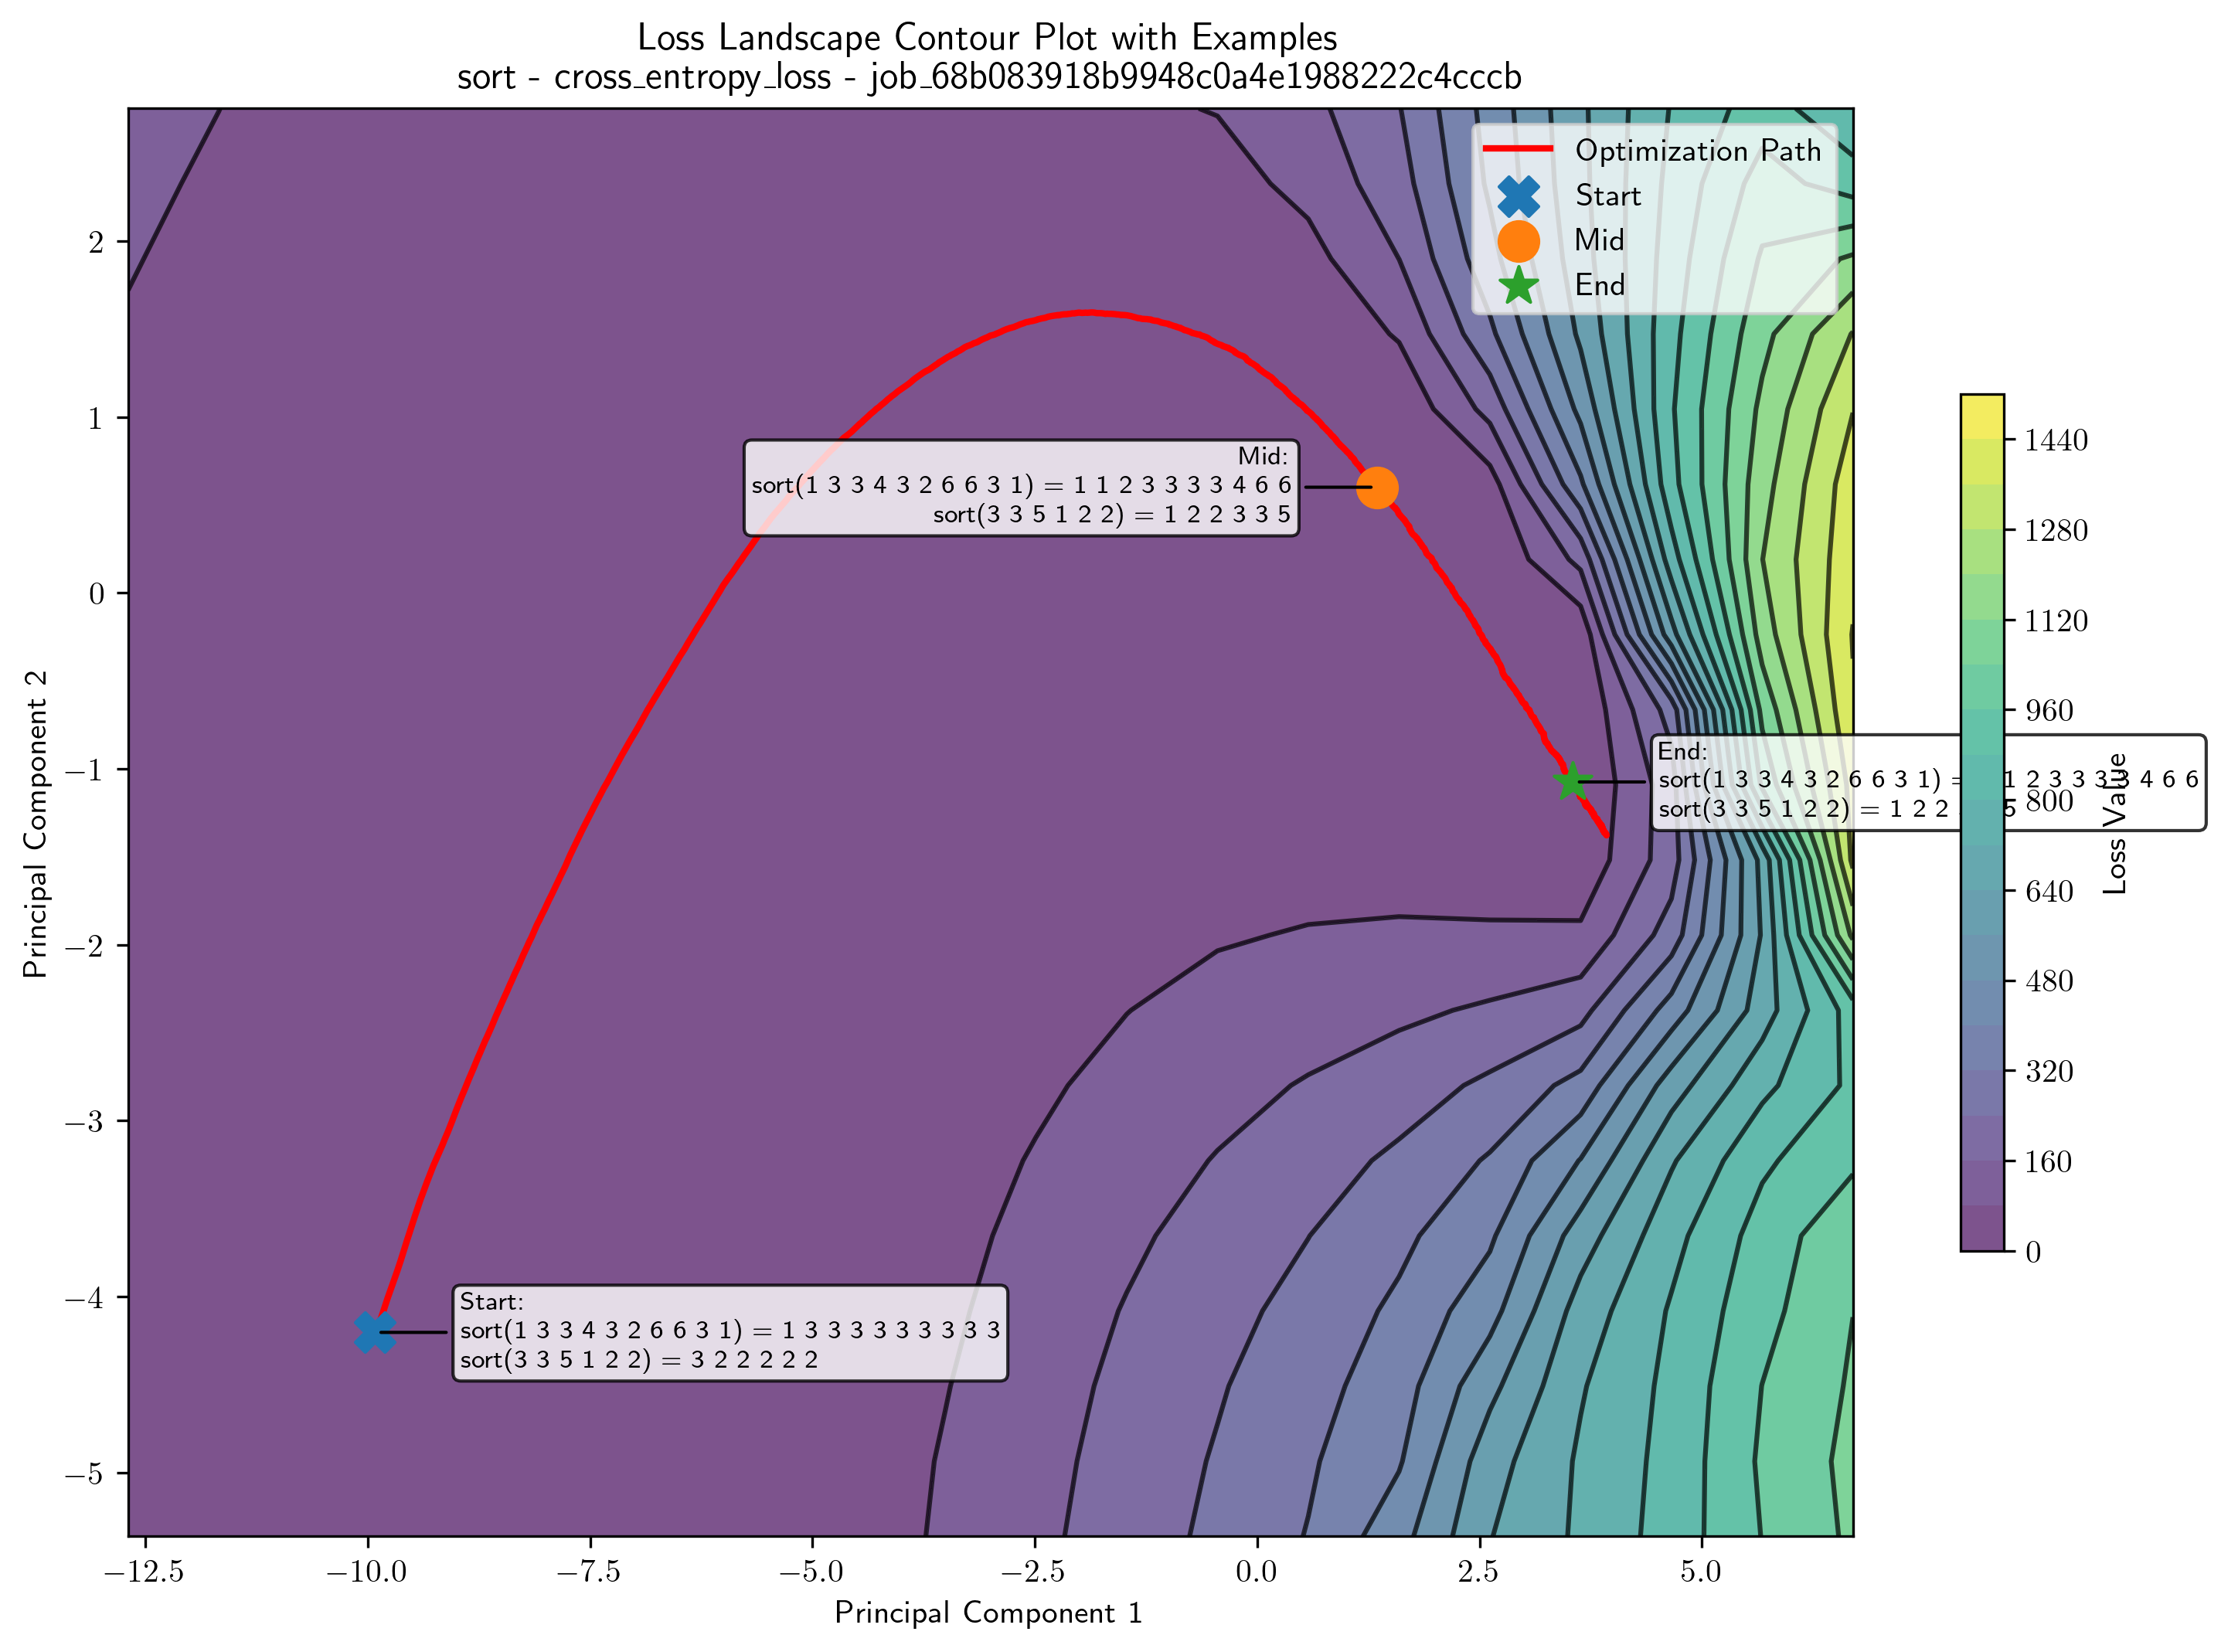 Loss Landscape Contour Plot with Examples
sort - cross_entropy_loss - job_68b083918b9948c0a4e1988222c4cccb
Optimization Path
Start
Mid
End
2
1
0
−1
−2
−3
−4
−5
Principal Component 2
Mid:
sort(1 3 3 4 3 2 6 6 3 1) = 1 1 2 3 3 3 3 4 6 6
sort(3 3 5 1 2 2) = 1 2 2 3 3 5
End:
sort(1 3 3 4 3 2 6 6 3 1) = 1 2 3 3 3 3 4 6 6
sort(3 3 5 1 2 2) = 1 2 2 5
Start:
sort(1 3 3 4 3 2 6 6 3 1) = 1 3 3 3 3 3 3 3 3 3
sort(3 3 5 1 2 2) = 3 2 2 2 2 2
−12.5
−10.0
−7.5
−5.0
−2.5
0.0
2.5
5.0
Principal Component 1
1440
1280
1120
960
800
640
480
320
160
0
Loss Value